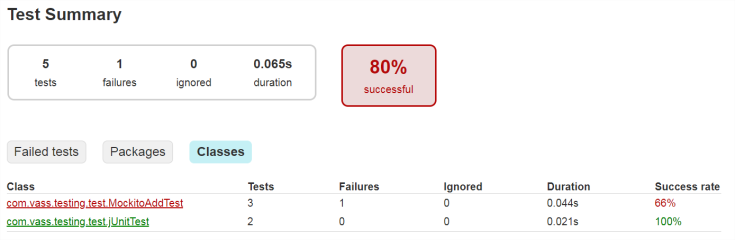 Test Summary
5 1 0 0.065s
tests failures ignored duration
80%
successful
Failed tests Packages Classes
Class Tests Failures Ignored Duration Success rate
com.vass.testing.test.MockitoAddTest 3 1 0 0.044s 66%
com.vass.testing.test.jUnitTest 2 0 0 0.021s 100%